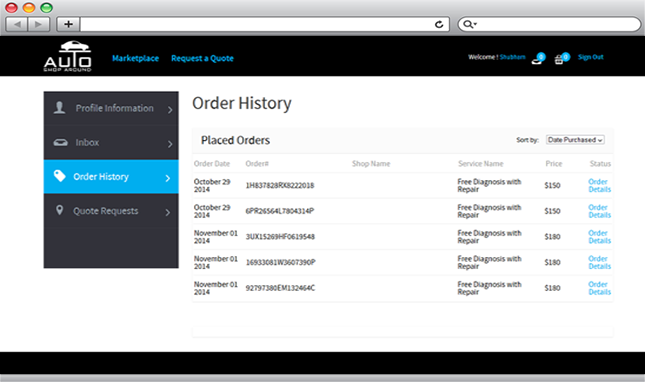 AUTO
SHOP AROUND
Marketplace
Request a Quote
Welcome ! Shubham
0
0
Sign Out
Profile Information
Inbox
Order History
Quote Requests
Order History
Placed Orders
Sort by: Date Purchased
Order Date Order# Shop Name Service Name Price Status
October 29 2014 1H837828RX8222018 Free Diagnosis with Repair $150 Order Details
October 29 2014 6PR26564L7804314P Free Diagnosis with Repair $150 Order Details
November 01 2014 3UX15269HF0619548 Free Diagnosis with Repair $180 Order Details
November 01 2014 16933081W3607390P Free Diagnosis with Repair $180 Order Details
November 01 2014 92797380EM132464C Free Diagnosis with Repair $180 Order Details